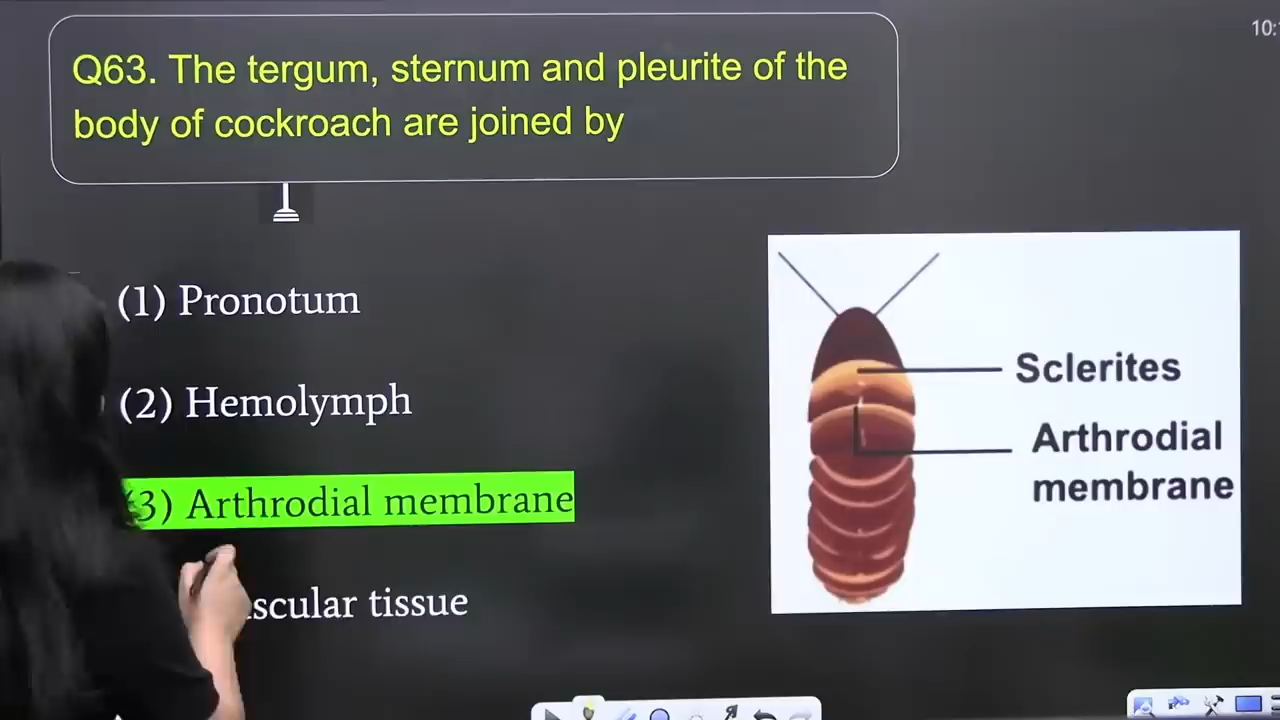 10:
Q63. The tergum, sternum and pleurite of the
body of cockroach are joined by
(1) Pronotum
(2) Hemolymph
(3) Arthrodial membrane
tissue
Sclerites
Arthrodial
membrane